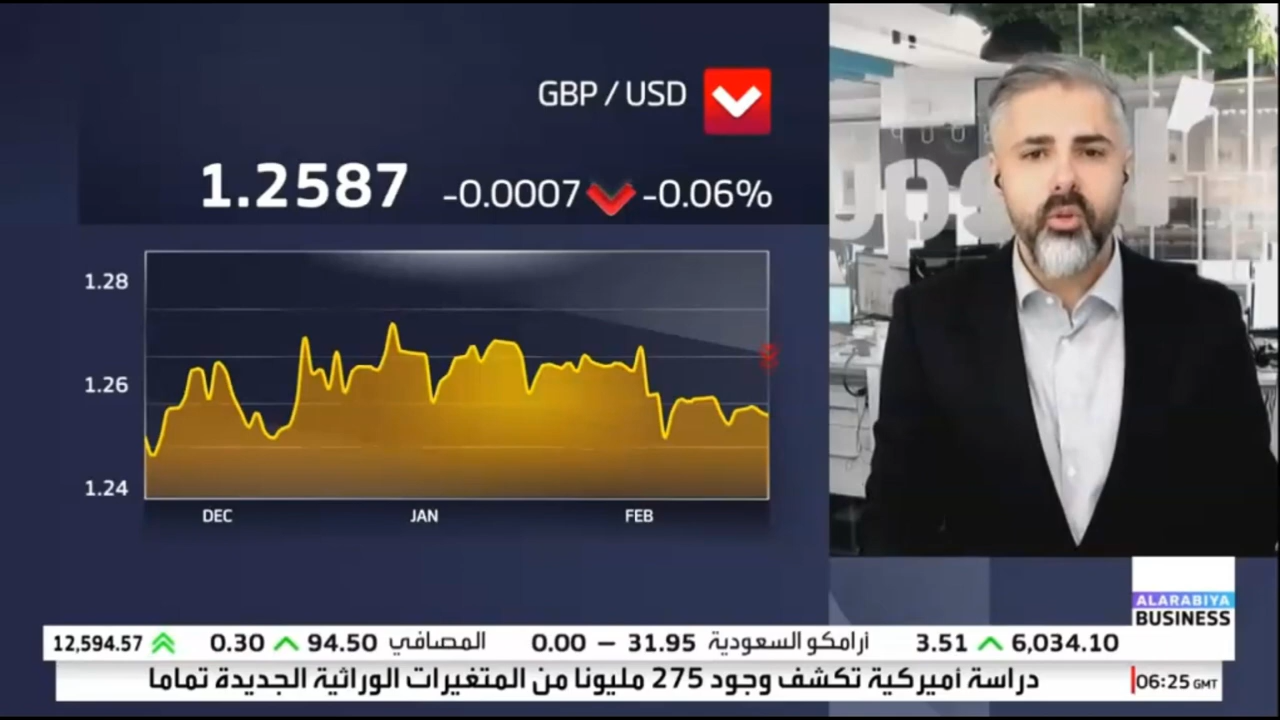 GBP / USD
1.2587 -0.0007 -0.06%
1.28
1.26
1.24
DEC JAN FEB
ALARABIYA
BUSINESS
12,594.57 0.30 94.50 المصافي 0.00 – 31.95 أرامكو السعودية 3.51 6,034.10
دراسة أميركية تكشف وجود 275 مليونا من المتغيرات الوراثية الجديدة تماما
06:25 GMT